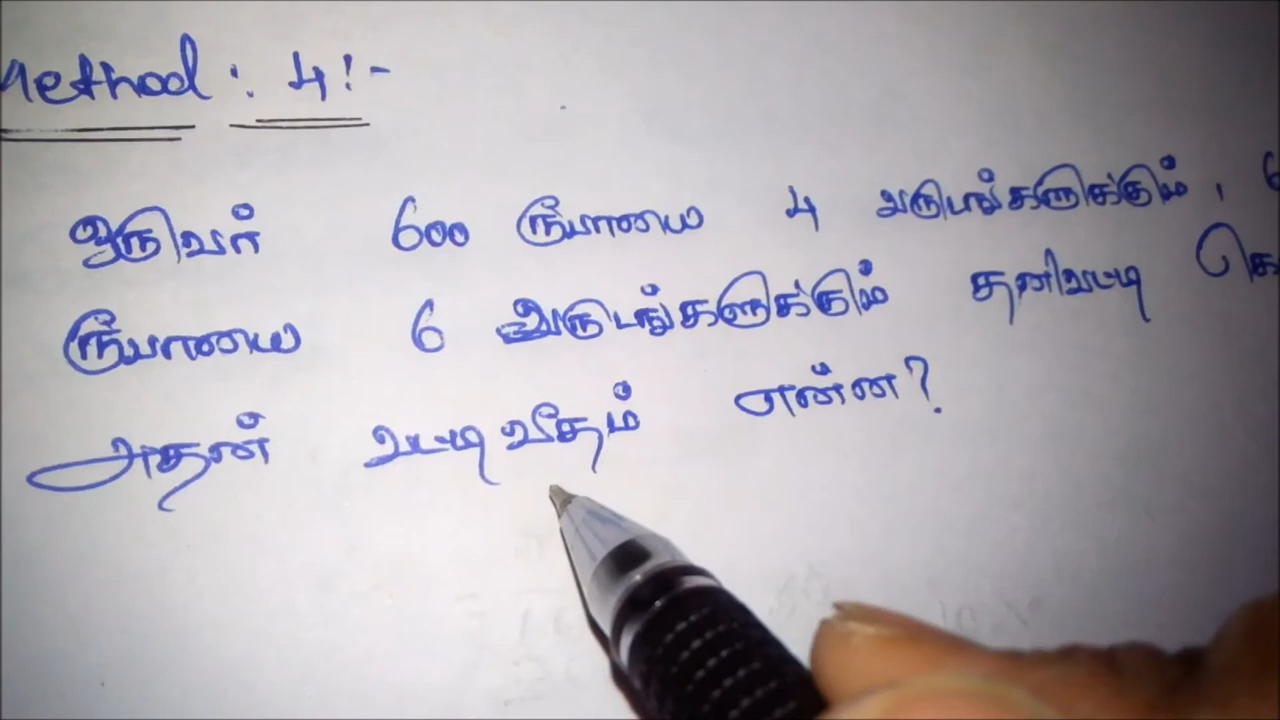 Method : 4!-
ஒருவர் 600 ரூபாயை 4 வருடங்களுக்கும், 6
ரூபாயை 6 வருடங்களுக்கும் தனிவட்டி கொ
அதன் வட்டி வீதம் என்ன?